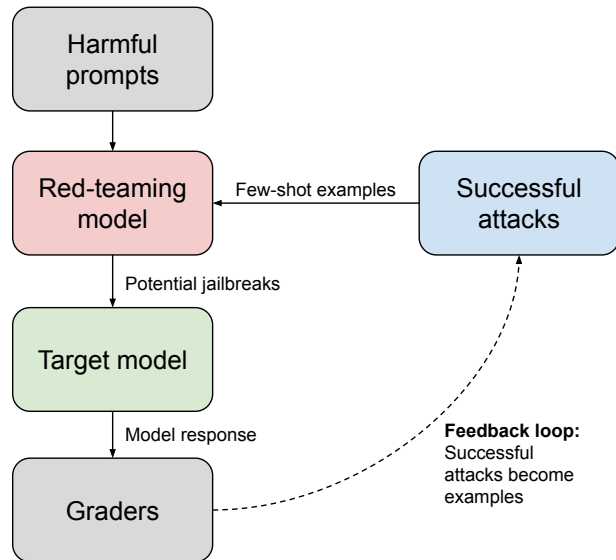 Harmful
prompts
Red-teaming
model
Few-shot examples
Successful
attacks
Potential jailbreaks
Target model
Model response
Feedback loop:
Successful
attacks become
examples
Graders